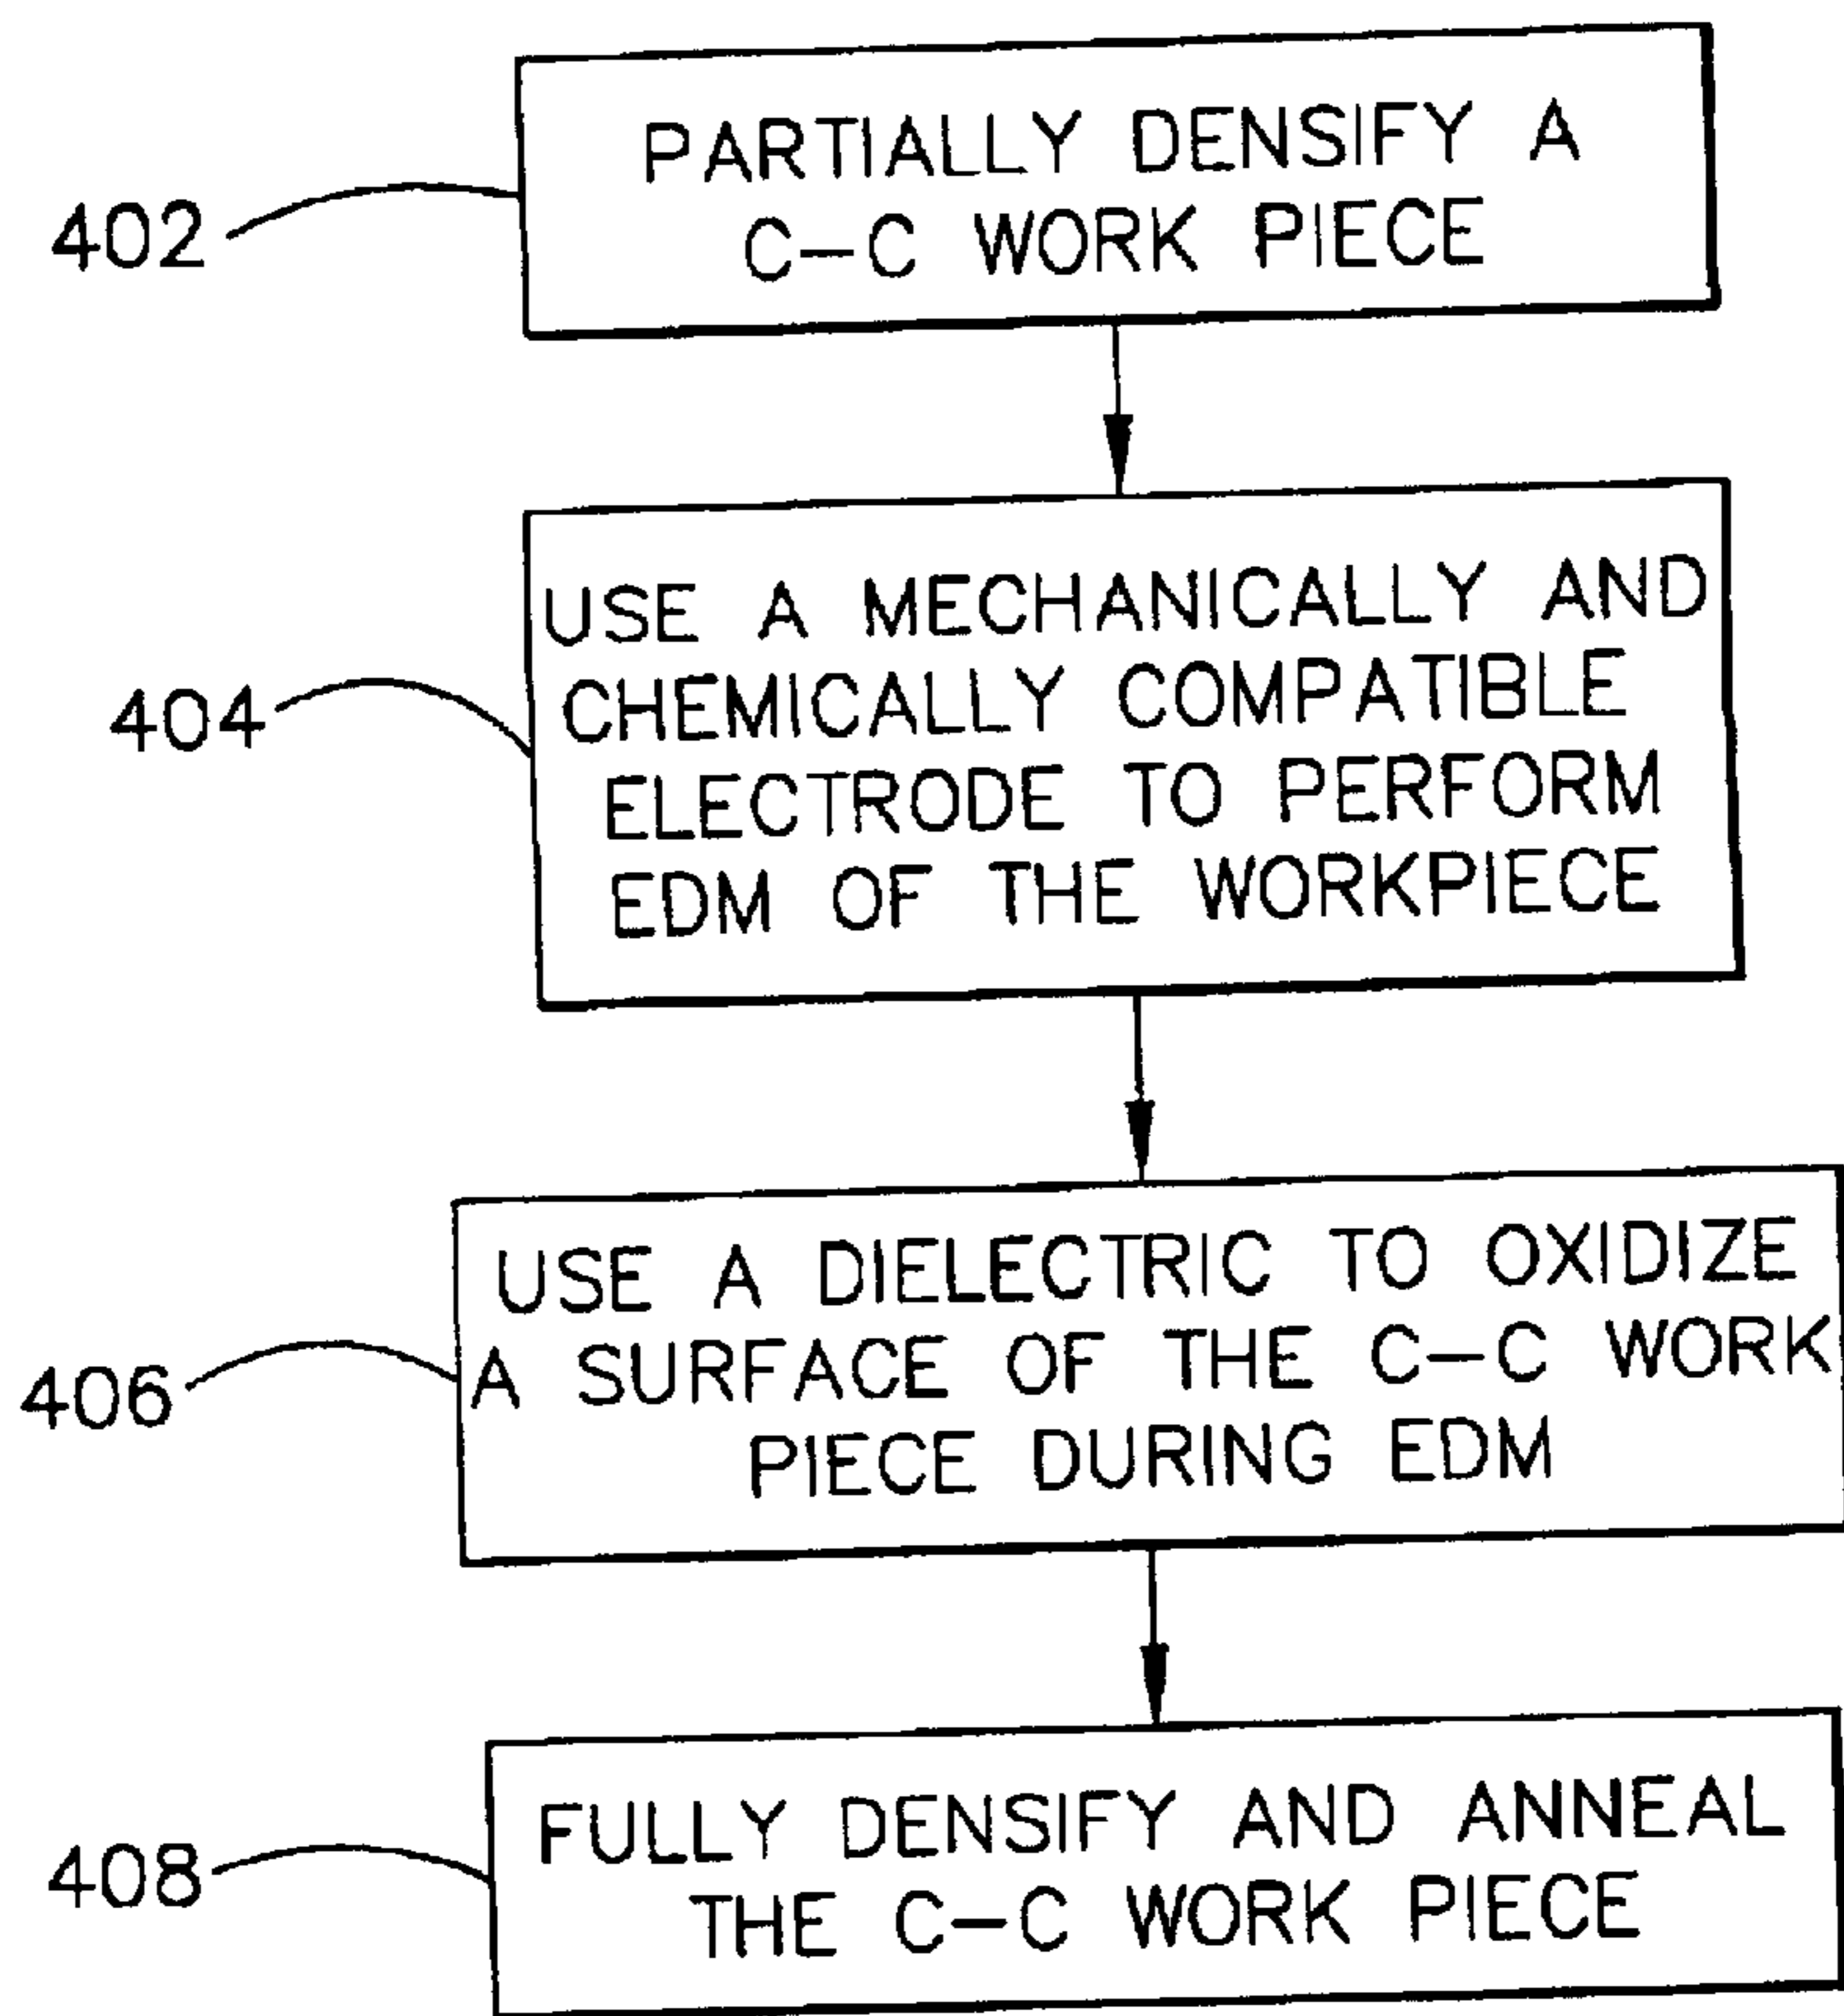 402
PARTIALLY DENSIFY A
C-C WORK PIECE
404
USE A MECHANICALLY AND
CHEMICALLY COMPATIBLE
ELECTRODE TO PERFORM
EDM OF THE WORKPIECE
406
USE A DIELECTRIC TO OXIDIZE
A SURFACE OF THE C-C WORK
PIECE DURING EDM
408
FULLY DENSIFY AND ANNEAL
THE C-C WORK PIECE